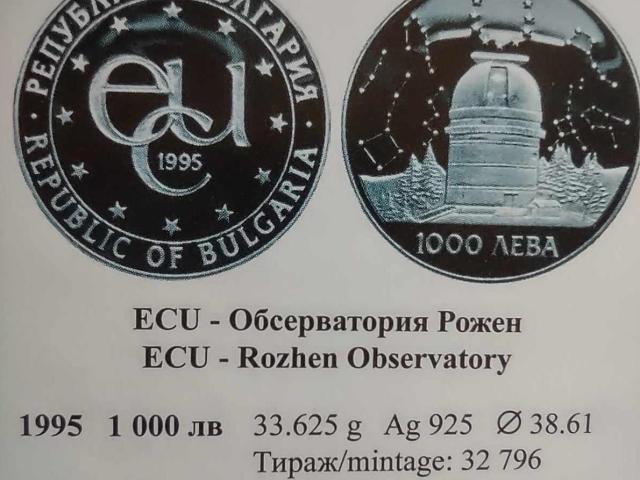 РЕПУБЛИКА БЪЛГАРИЯ
ecu
1995
REPUBLIC OF BULGARIA
1000 ЛЕВА
ECU - Обсерватория Рожен
ECU - Rozhen Observatory
1995 1 000 лв 33.625 g Ag 925 Ø 38.61
Тираж/mintage: 32 796